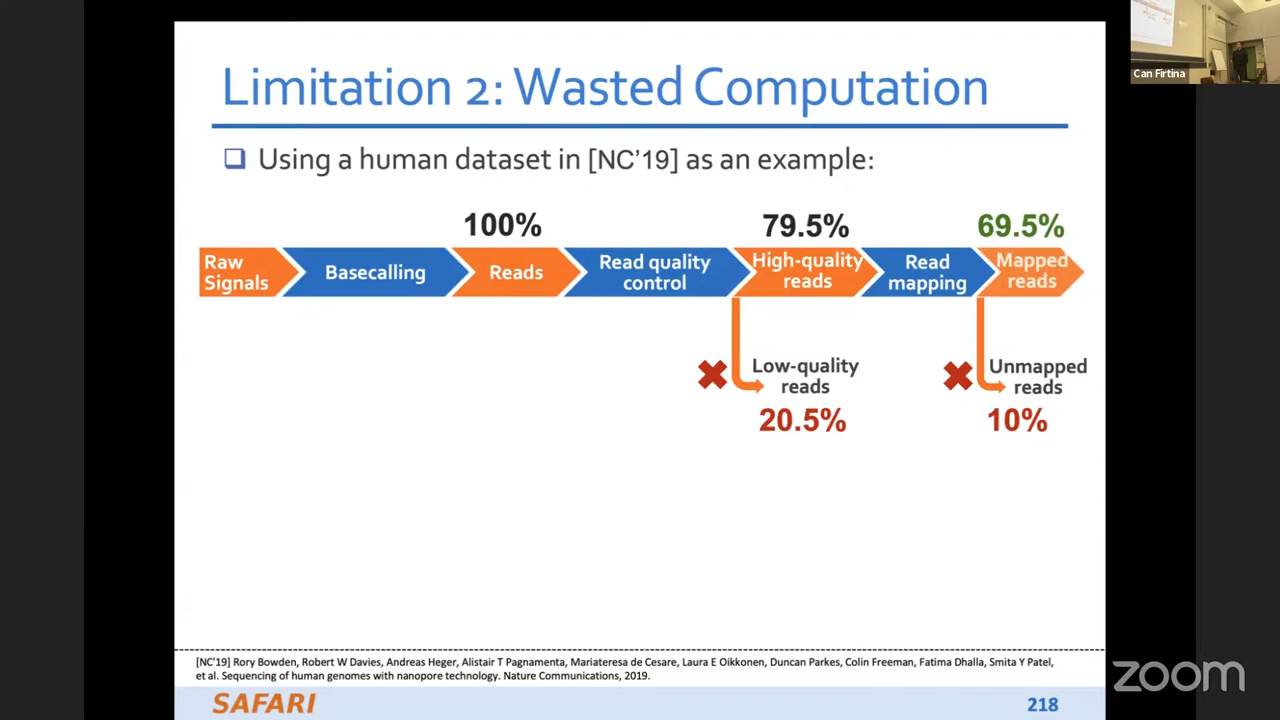 Limitation 2: Wasted Computation
Can Firtina
❑ Using a human dataset in [NC'19] as an example:
100%
79.5%
69.5%
Raw
Signals
Basecalling
Reads
Read quality
control
High-quality
reads
Read
mapping
Mapped
reads
Low-quality
reads
20.5%
Unmapped
reads
10%
[NC'19] Rory Bowden, Robert W Davies, Andreas Heger, Alistair T Pagnamenta, Mariateresa de Cesare, Laura E Oikkonen, Duncan Parkes, Colin Freeman, Fatima Dhalla, Smita Y Patel,
et al. Sequencing of human genomes with nanopore technology. Nature Communications, 2019.
SAFARI
218
zoom